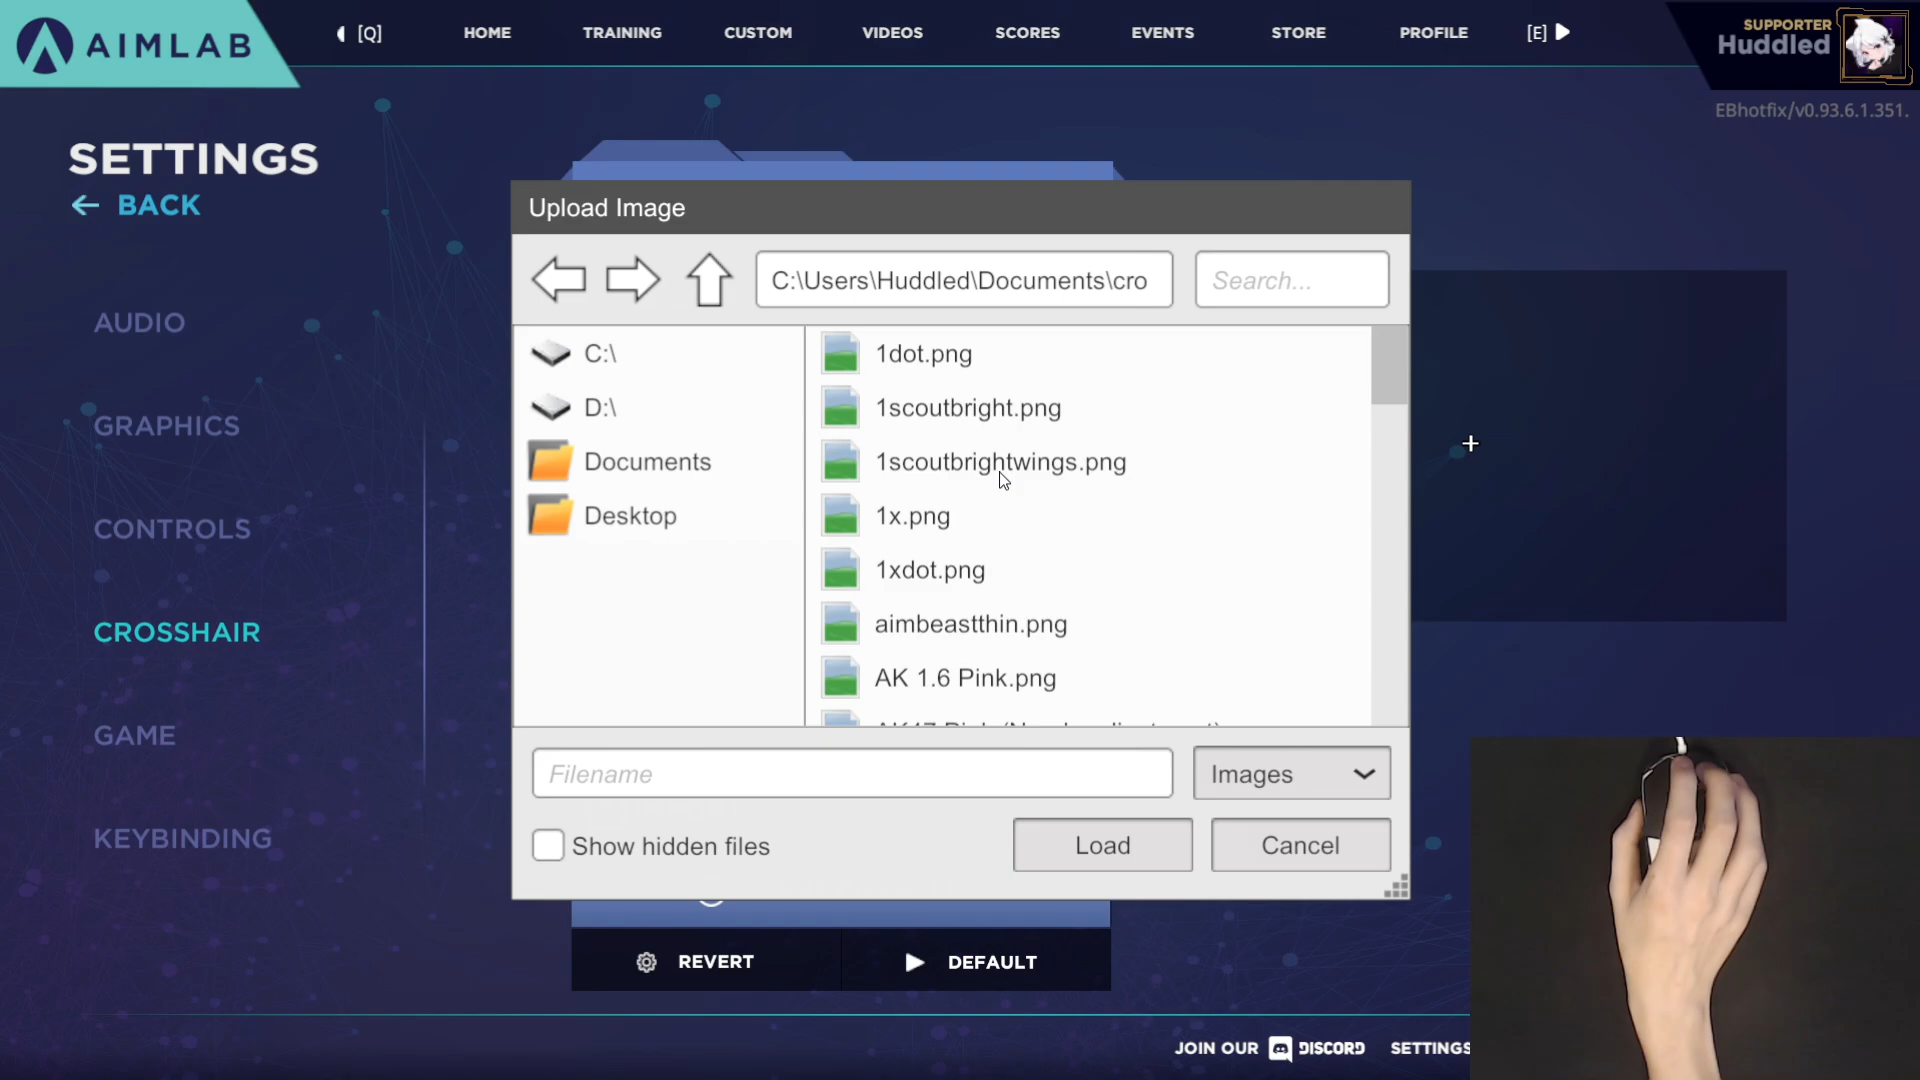 AIMLAB
[Q]
HOME
TRAINING
CUSTOM
VIDEOS
SCORES
EVENTS
STORE
PROFILE
[E]
SUPPORTER
Huddled
EBhotfix/v0.93.6.1.351.
SETTINGS
BACK
AUDIO
GRAPHICS
CONTROLS
CROSSHAIR
GAME
KEYBINDING
Upload Image
C:\Users\Huddled\Documents\cro
Search...
C:\
D:\
Documents
Desktop
1dot.png
1scoutbright.png
1scoutbrightwings.png
1x.png
1xdot.png
aimbeastthin.png
AK 1.6 Pink.png
Filename
Images
Show hidden files
Load
Cancel
REVERT
DEFAULT
JOIN OUR DISCORD
SETTINGS